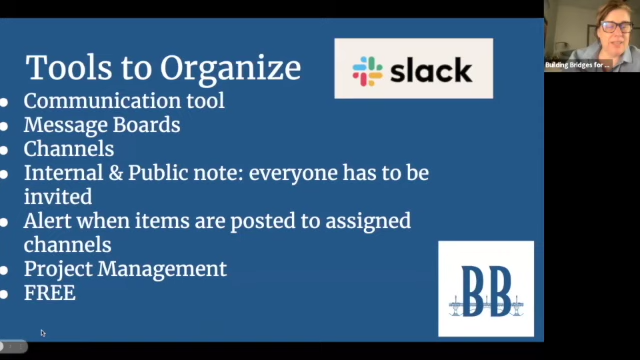 Tools to Organize
slack
• Communication tool
• Message Boards
• Channels
• Internal & Public note: everyone has to be
invited
• Alert when items are posted to assigned
channels
• Project Management
• FREE
BB
Building Bridges for ...